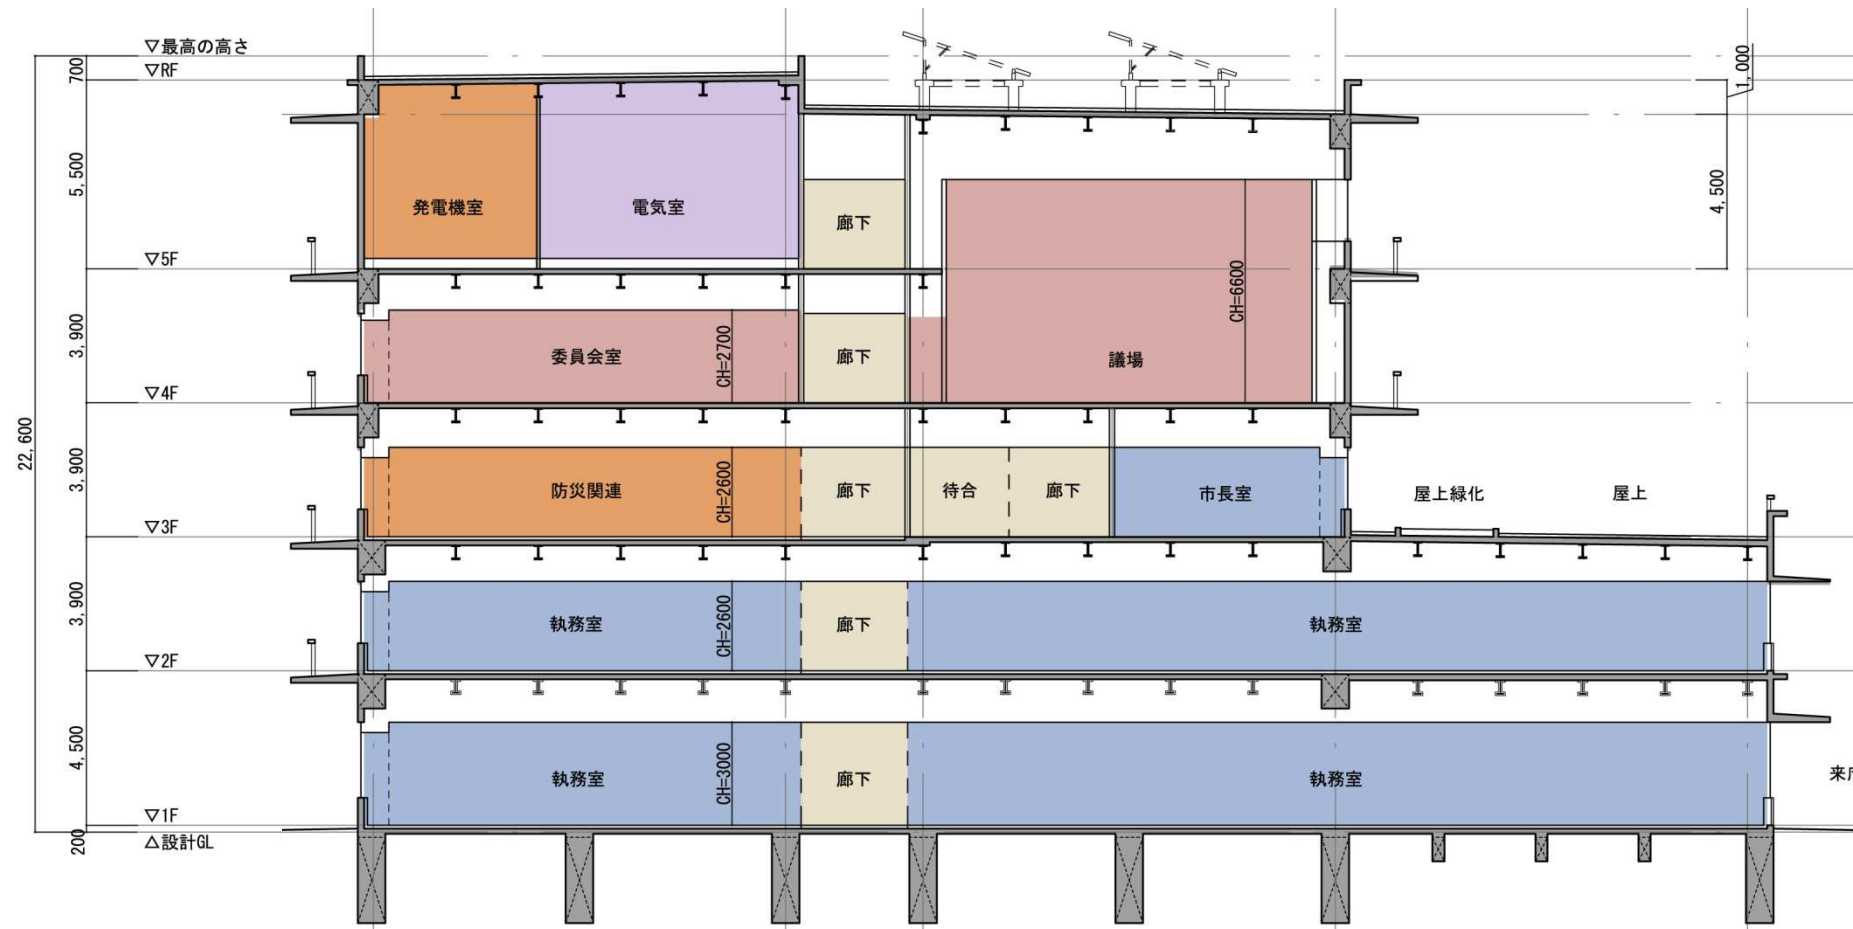 ▽最高の高さ
▽RF
700
1,000
5,500
発電機室
電気室
廊下
4,500
▽5F
CH=6600
3,900
委員会室
CH=2700
廊下
議場
▽4F
22,600
3,900
防災関連
CH=2600
廊下
待合
廊下
市長室
屋上緑化
屋上
▽3F
3,900
執務室
CH=2600
廊下
執務室
▽2F
4,500
執務室
CH=3000
廊下
執務室
▽1F
200
△設計GL